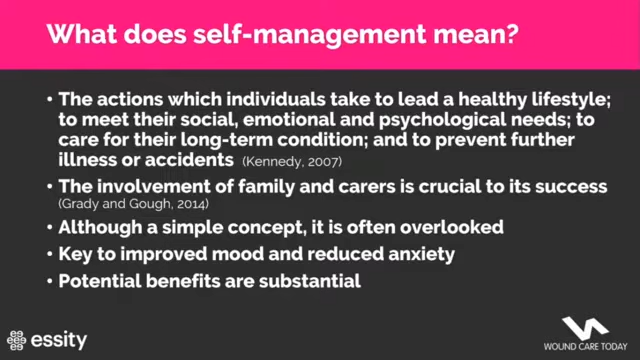 What does self-management mean?
• The actions which individuals take to lead a healthy lifestyle;
to meet their social, emotional and psychological needs; to
care for their long-term condition; and to prevent further
illness or accidents (Kennedy, 2007)
• The involvement of family and carers is crucial to its success
(Grady and Gough, 2014)
• Although a simple concept, it is often overlooked
• Key to improved mood and reduced anxiety
• Potential benefits are substantial
essity
WOUND CARE TODAY